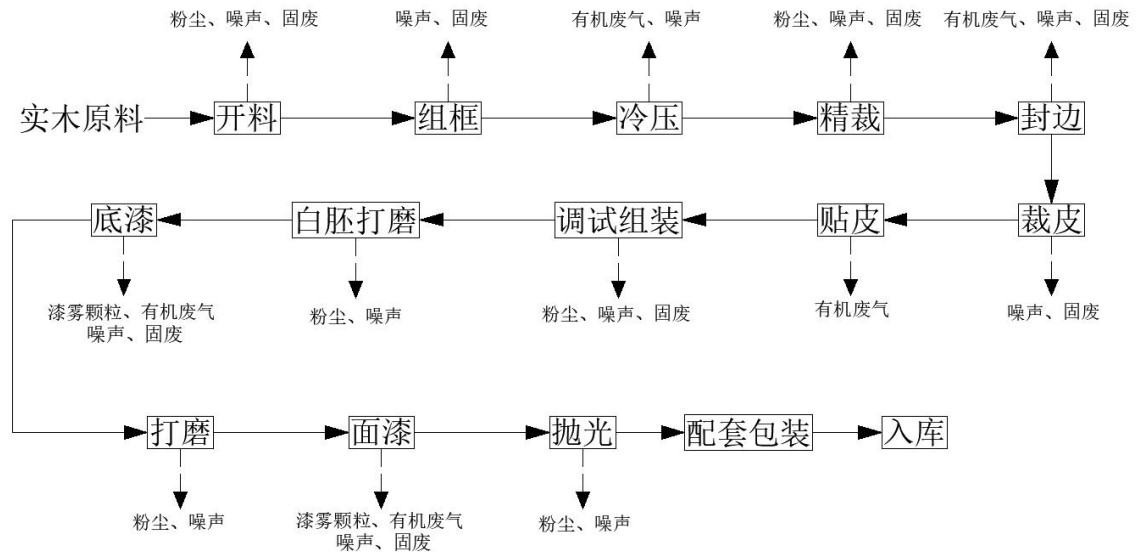 粉尘、噪声、固废
噪声、固废
有机废气、噪声
粉尘、噪声、固废
有机废气、噪声、固废
实木原料
开料
组框
冷压
精裁
封边
底漆
白胚打磨
调试组装
贴皮
裁皮
漆雾颗粒、有机废气
噪声、固废
粉尘、噪声
粉尘、噪声、固废
有机废气
噪声、固废
打磨
面漆
抛光
配套包装
入库
粉尘、噪声
漆雾颗粒、有机废气
噪声、固废
粉尘、噪声